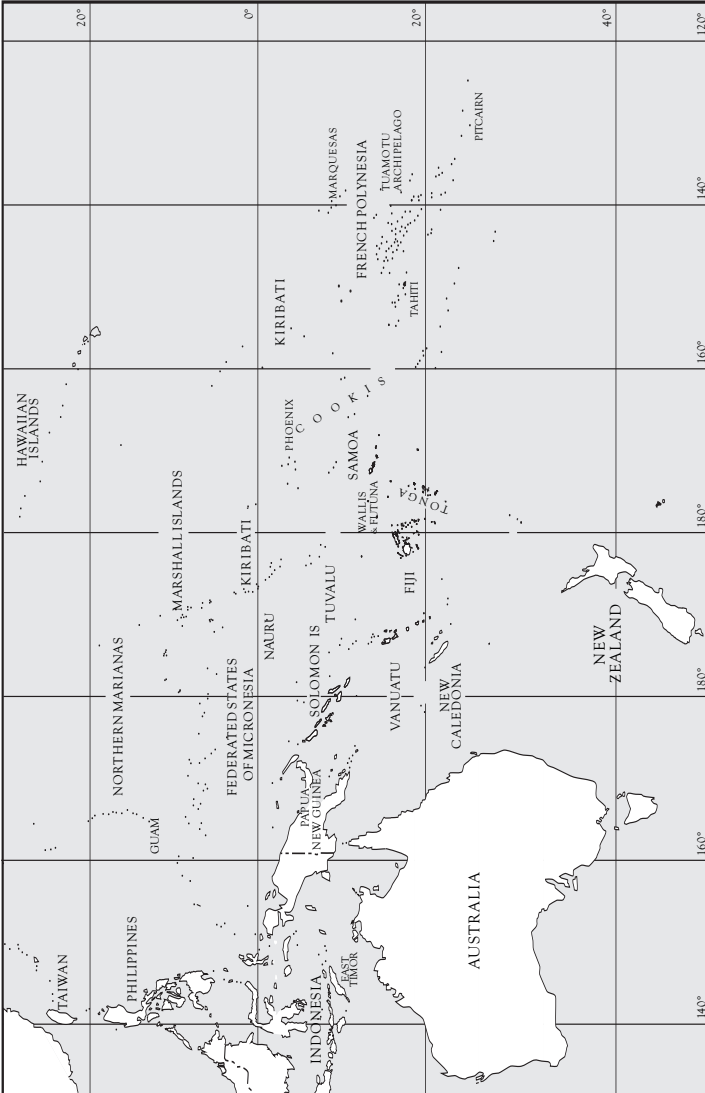 20°
0°
20°
40°
120°
140°
160°
180°
180°
160°
140°
HAWAIIAN
ISLANDS
MARSHALL ISLANDS
NORTHERN MARIANAS
GUAM
TAIWAN
PHILIPPINES
FEDERATED STATES
OF MICRONESIA
KIRIBATI
NAURU
KIRIBATI
PHOENIX
COOK IS
MARQUESAS
FRENCH POLYNESIA
TUAMOTU
ARCHIPELAGO
TAHITI
PITCAIRN
SAMOA
WALLIS
& FUTUNA
TONGA
TUVALU
FIJI
SOLOMON IS
VANUATU
NEW
CALEDONIA
PAPUA
NEW GUINEA
INDONESIA
EAST
TIMOR
AUSTRALIA
NEW
ZEALAND